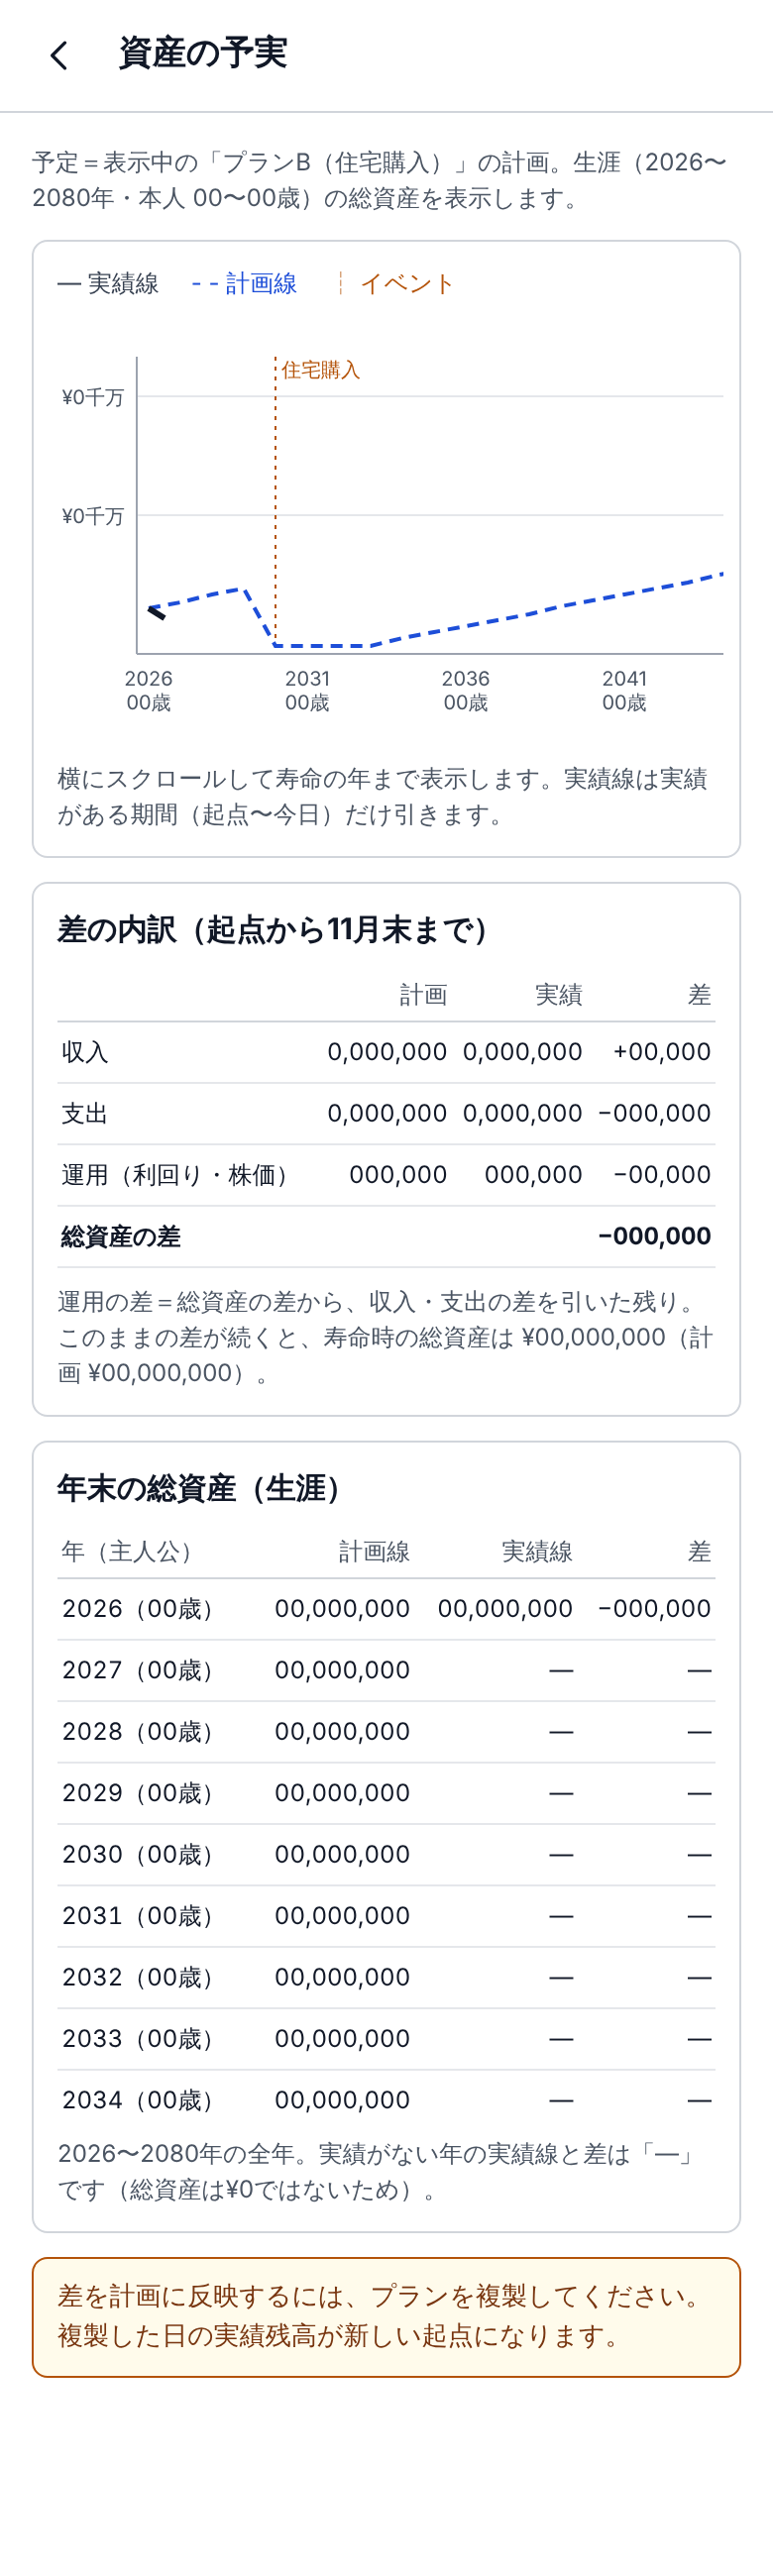 資産の予実
予定＝表示中の「プランB（住宅購入）」の計画。生涯（2026〜
2080年・本人 00〜00歳）の総資産を表示します。
— 実績線 - - 計画線 ┆ イベント
住宅購入
¥0千万
¥0千万
2026 2031 2036 2041
00歳 00歳 00歳 00歳
横にスクロールして寿命の年まで表示します。実績線は実績
がある期間（起点〜今日）だけ引きます。
差の内訳（起点から11月末まで）
計画 実績 差
収入 0,000,000 0,000,000 +00,000
支出 0,000,000 0,000,000 −000,000
運用（利回り・株価） 000,000 000,000 −00,000
総資産の差 −000,000
運用の差＝総資産の差から、収入・支出の差を引いた残り。
このままの差が続くと、寿命時の総資産は ¥00,000,000（計
画 ¥00,000,000）。
年末の総資産（生涯）
年（主人公） 計画線 実績線 差
2026（00歳） 00,000,000 00,000,000 −000,000
2027（00歳） 00,000,000 — —
2028（00歳） 00,000,000 — —
2029（00歳） 00,000,000 — —
2030（00歳） 00,000,000 — —
2031（00歳） 00,000,000 — —
2032（00歳） 00,000,000 — —
2033（00歳） 00,000,000 — —
2034（00歳） 00,000,000 — —
2026〜2080年の全年。実績がない年の実績線と差は「—」
です（総資産は¥0ではないため）。
差を計画に反映するには、プランを複製してください。
複製した日の実績残高が新しい起点になります。